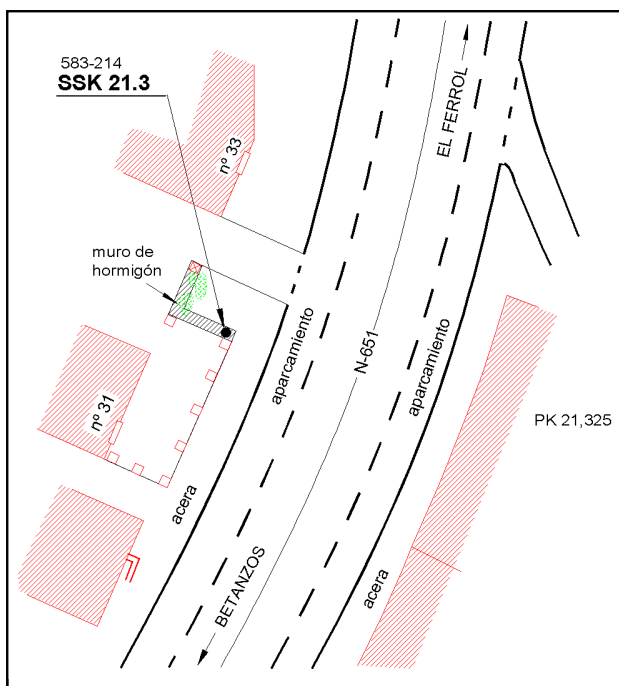 583-214
SSK 21.3
EL FERROL
nº 33
muro de
hormigón
aparcamiento
N-651
aparcamiento
PK 21,325
nº 31
acera
BETANZOS
acera